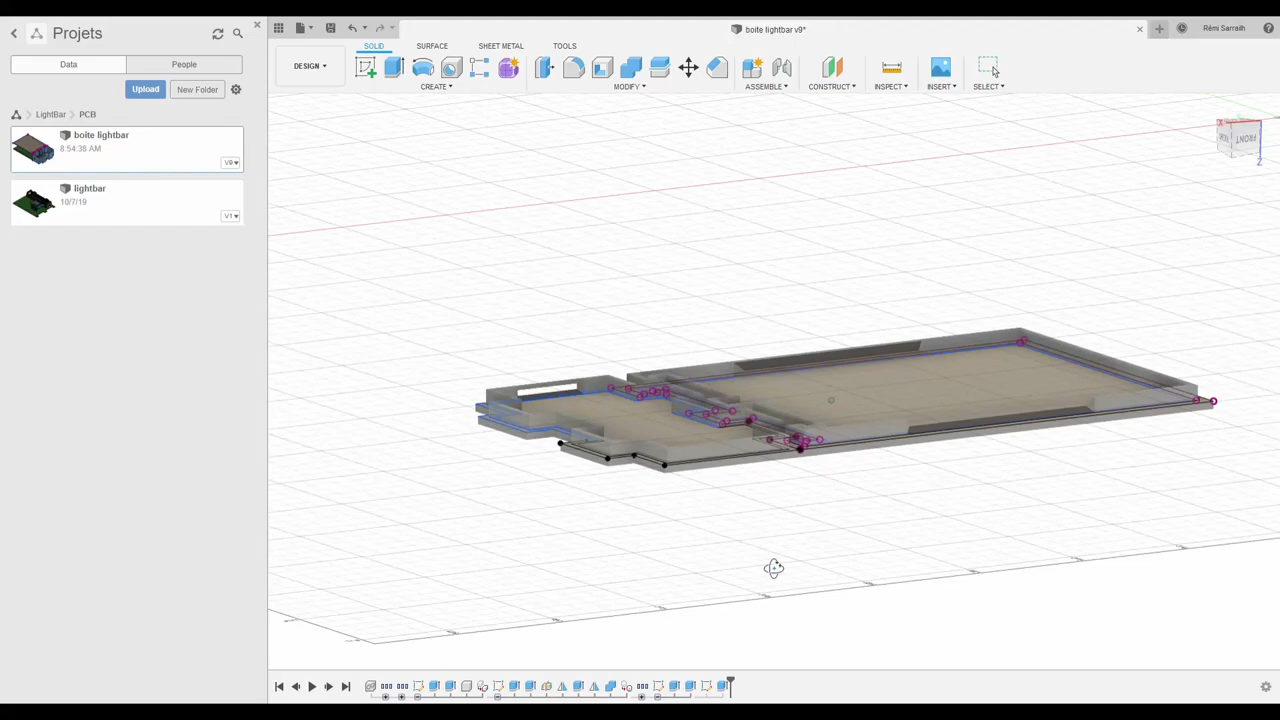 Projets
Data
People
Upload
New Folder
LightBar
PCB
boite lightbar
8:54:38 AM
V9
lightbar
10/7/19
V1
boite lightbar v9*
Rémi Sarrailh
DESIGN
SOLID
SURFACE
SHEET METAL
TOOLS
CREATE
MODIFY
ASSEMBLE
CONSTRUCT
INSPECT
INSERT
SELECT
FRONT
X
Z